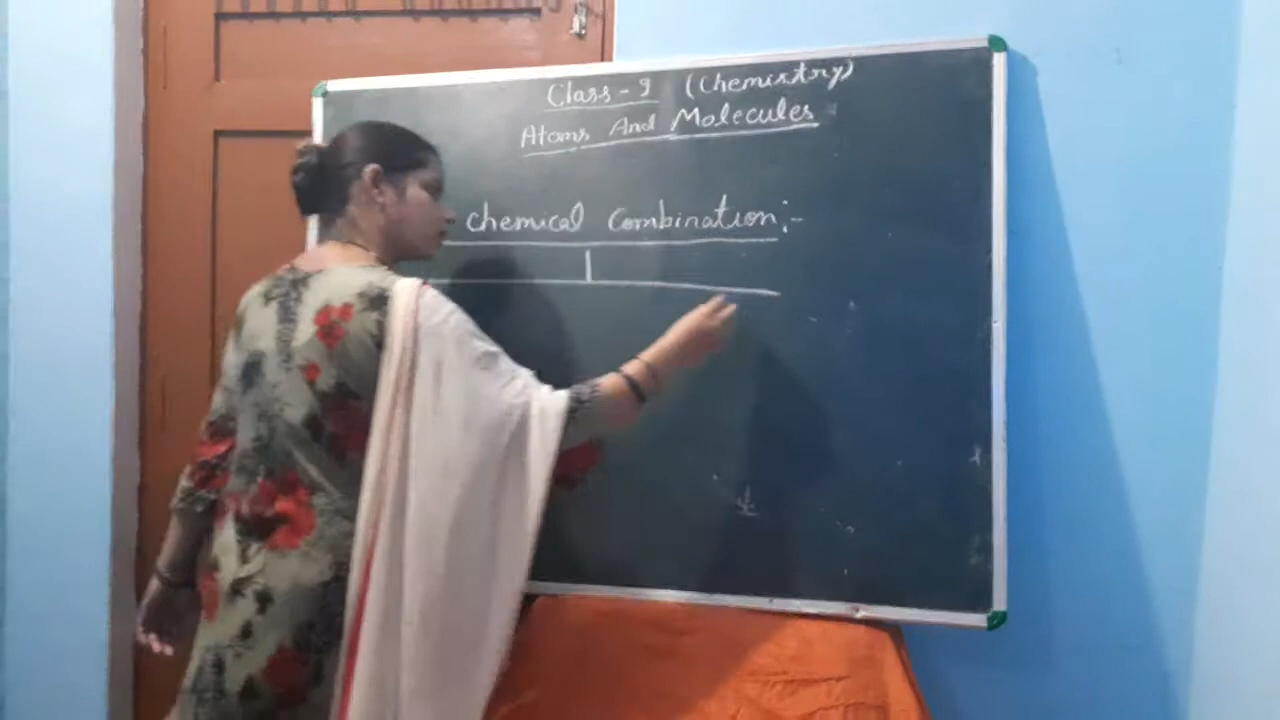 Class - 9 (Chemistry)
Atoms And Molecules
Chemical Combination :-